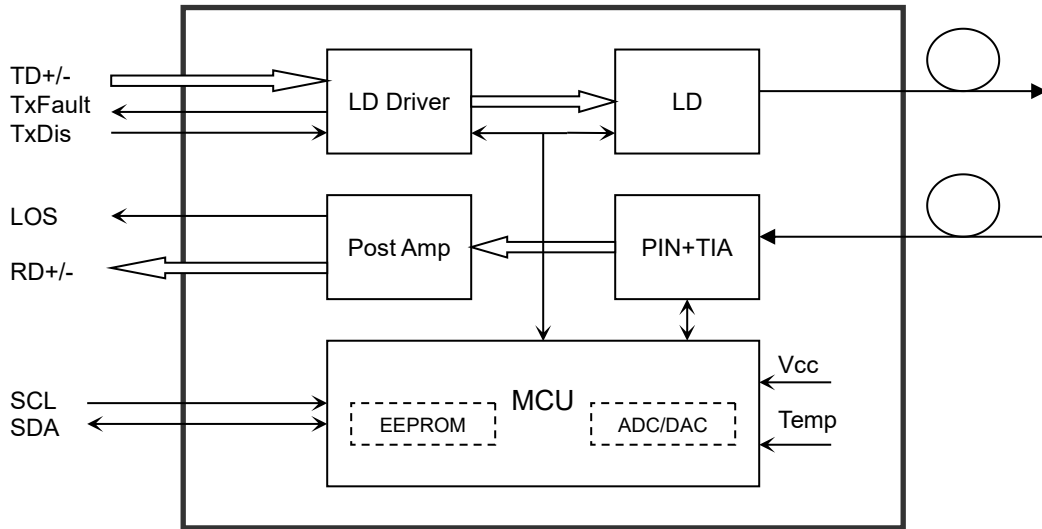 TD+/-
TxFault
TxDis
LD Driver
LD
LOS
RD+/-
Post Amp
PIN+TIA
SCL
SDA
MCU
EEPROM
ADC/DAC
Vcc
Temp